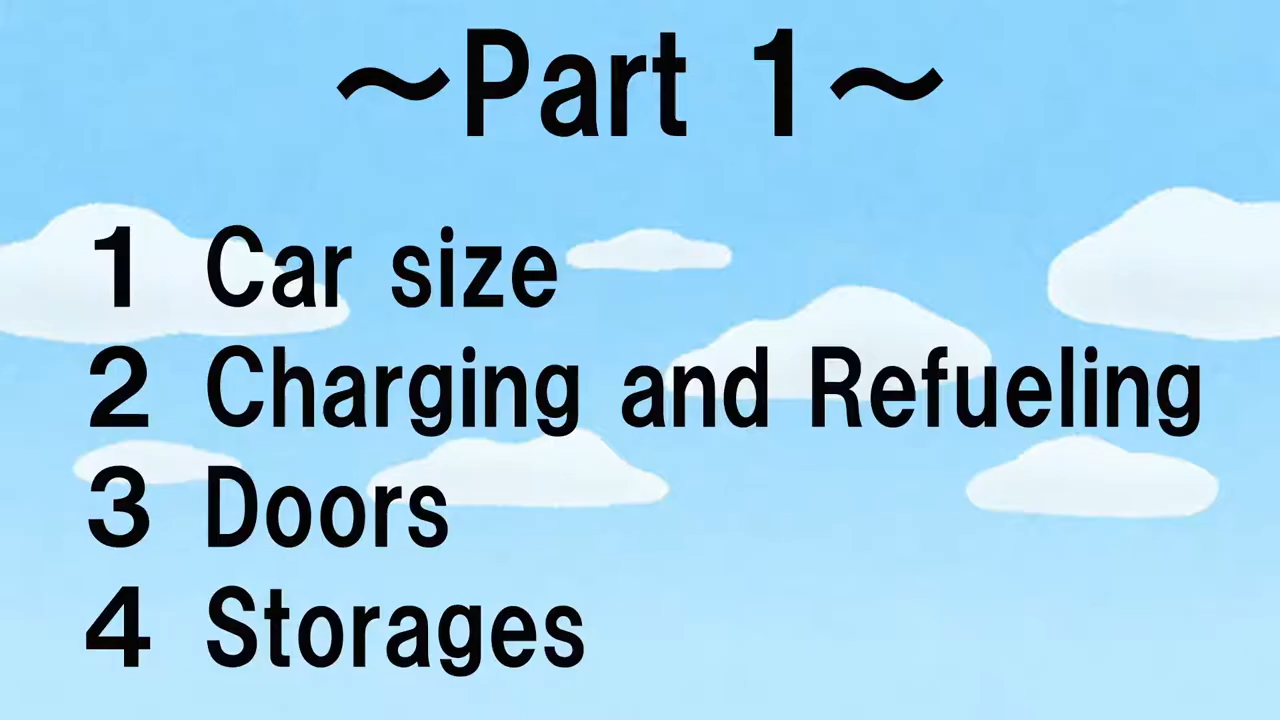 ～Part 1～
1 Car size
2 Charging and Refueling
3 Doors
4 Storages